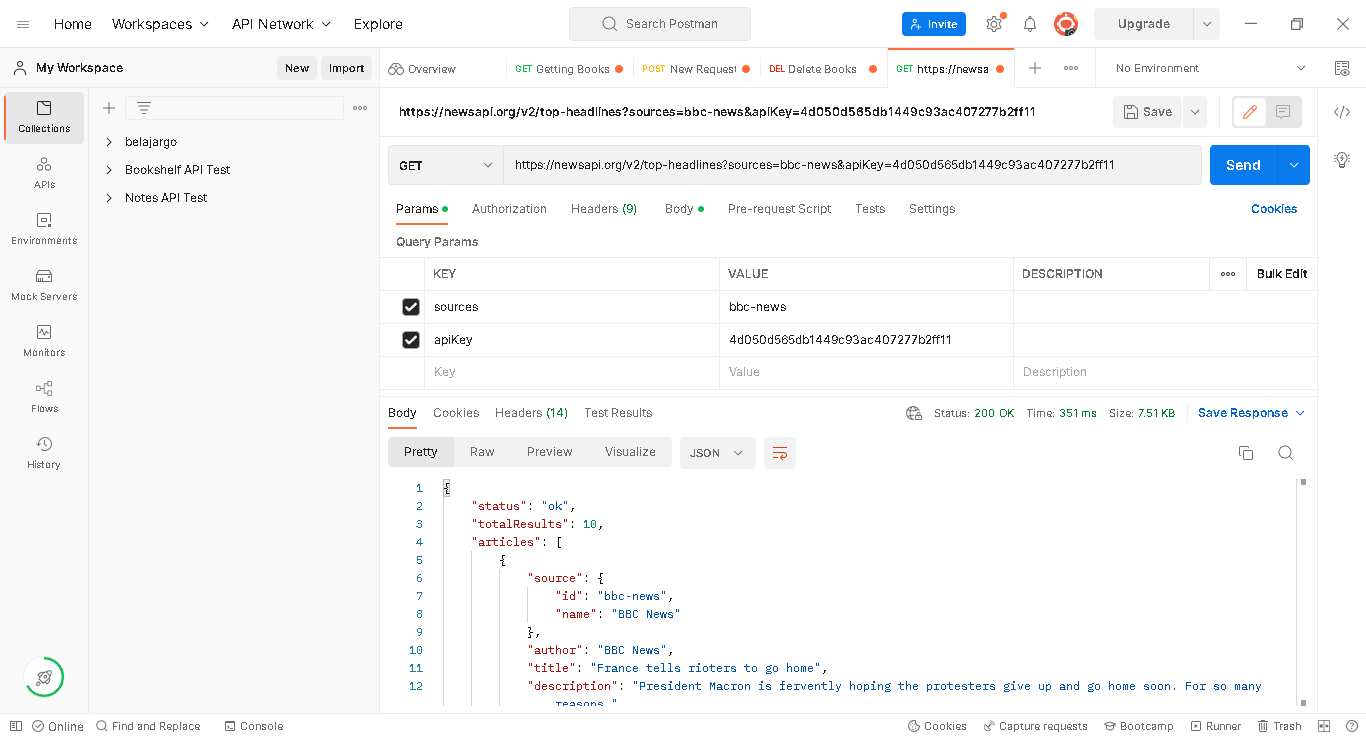 Home Workspaces API Network Explore Search Postman Invite Upgrade
My Workspace New Import Overview GET Getting Books POST New Request DEL Delete Books GET https://newsa No Environment
Collections
APIs
Environments
Mock Servers
Monitors
Flows
History
belajargo
Bookshelf API Test
Notes API Test
https://newsapi.org/v2/top-headlines?sources=bbc-news&apiKey=4d050d565db1449c93ac407277b2ff11 Save
GET https://newsapi.org/v2/top-headlines?sources=bbc-news&apiKey=4d050d565db1449c93ac407277b2ff11 Send
Params Authorization Headers (9) Body Pre-request Script Tests Settings Cookies
Query Params
KEY VALUE DESCRIPTION Bulk Edit
sources bbc-news
apiKey 4d050d565db1449c93ac407277b2ff11
Key Value Description
Body Cookies Headers (14) Test Results Status: 200 OK Time: 351 ms Size: 7.51 KB Save Response
Pretty Raw Preview Visualize JSON
1 {
2 "status": "ok",
3 "totalResults": 10,
4 "articles": [
5 {
6 "source": {
7 "id": "bbc-news",
8 "name": "BBC News"
9 },
10 "author": "BBC News",
11 "title": "France tells rioters to go home",
12 "description": "President Macron is fervently hoping the protesters give up and go home soon. For so many
reasons."
Online Find and Replace Console Cookies Capture requests Bootcamp Runner Trash